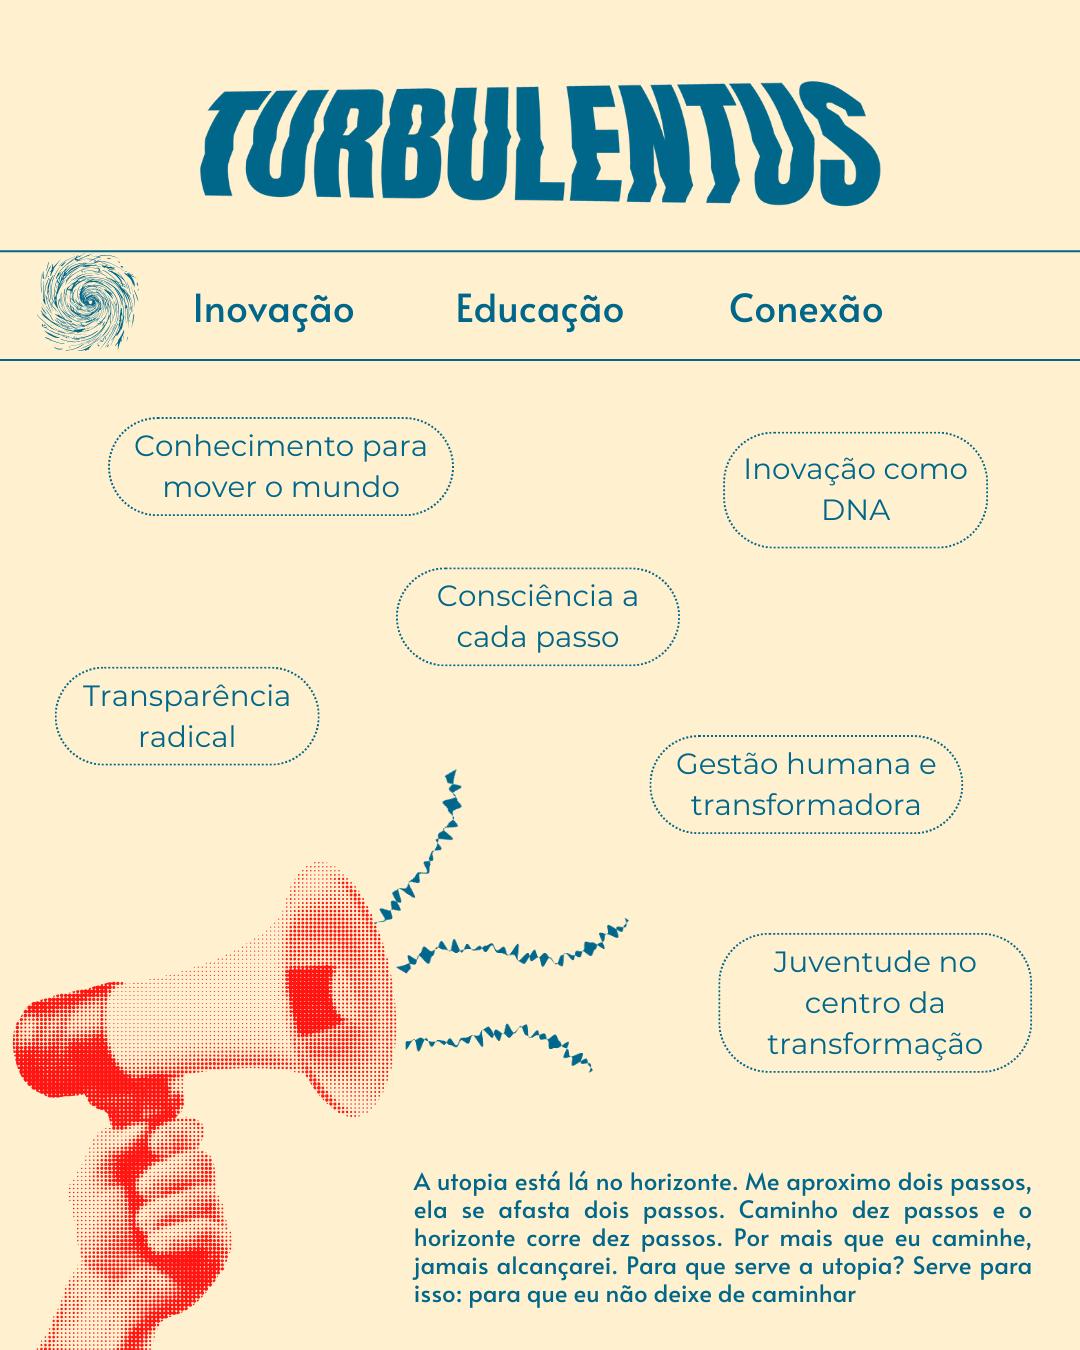 TURBULENTUS
Inovação Educação Conexão
Conhecimento para
mover o mundo
Inovação como
DNA
Consciência a
cada passo
Transparência
radical
Gestão humana e
transformadora
Juventude no
centro da
transformação
A utopia está lá no horizonte. Me aproximo dois passos,
ela se afasta dois passos. Caminho dez passos e o
horizonte corre dez passos. Por mais que eu caminhe,
jamais alcançarei. Para que serve a utopia? Serve para
isso: para que eu não deixe de caminhar